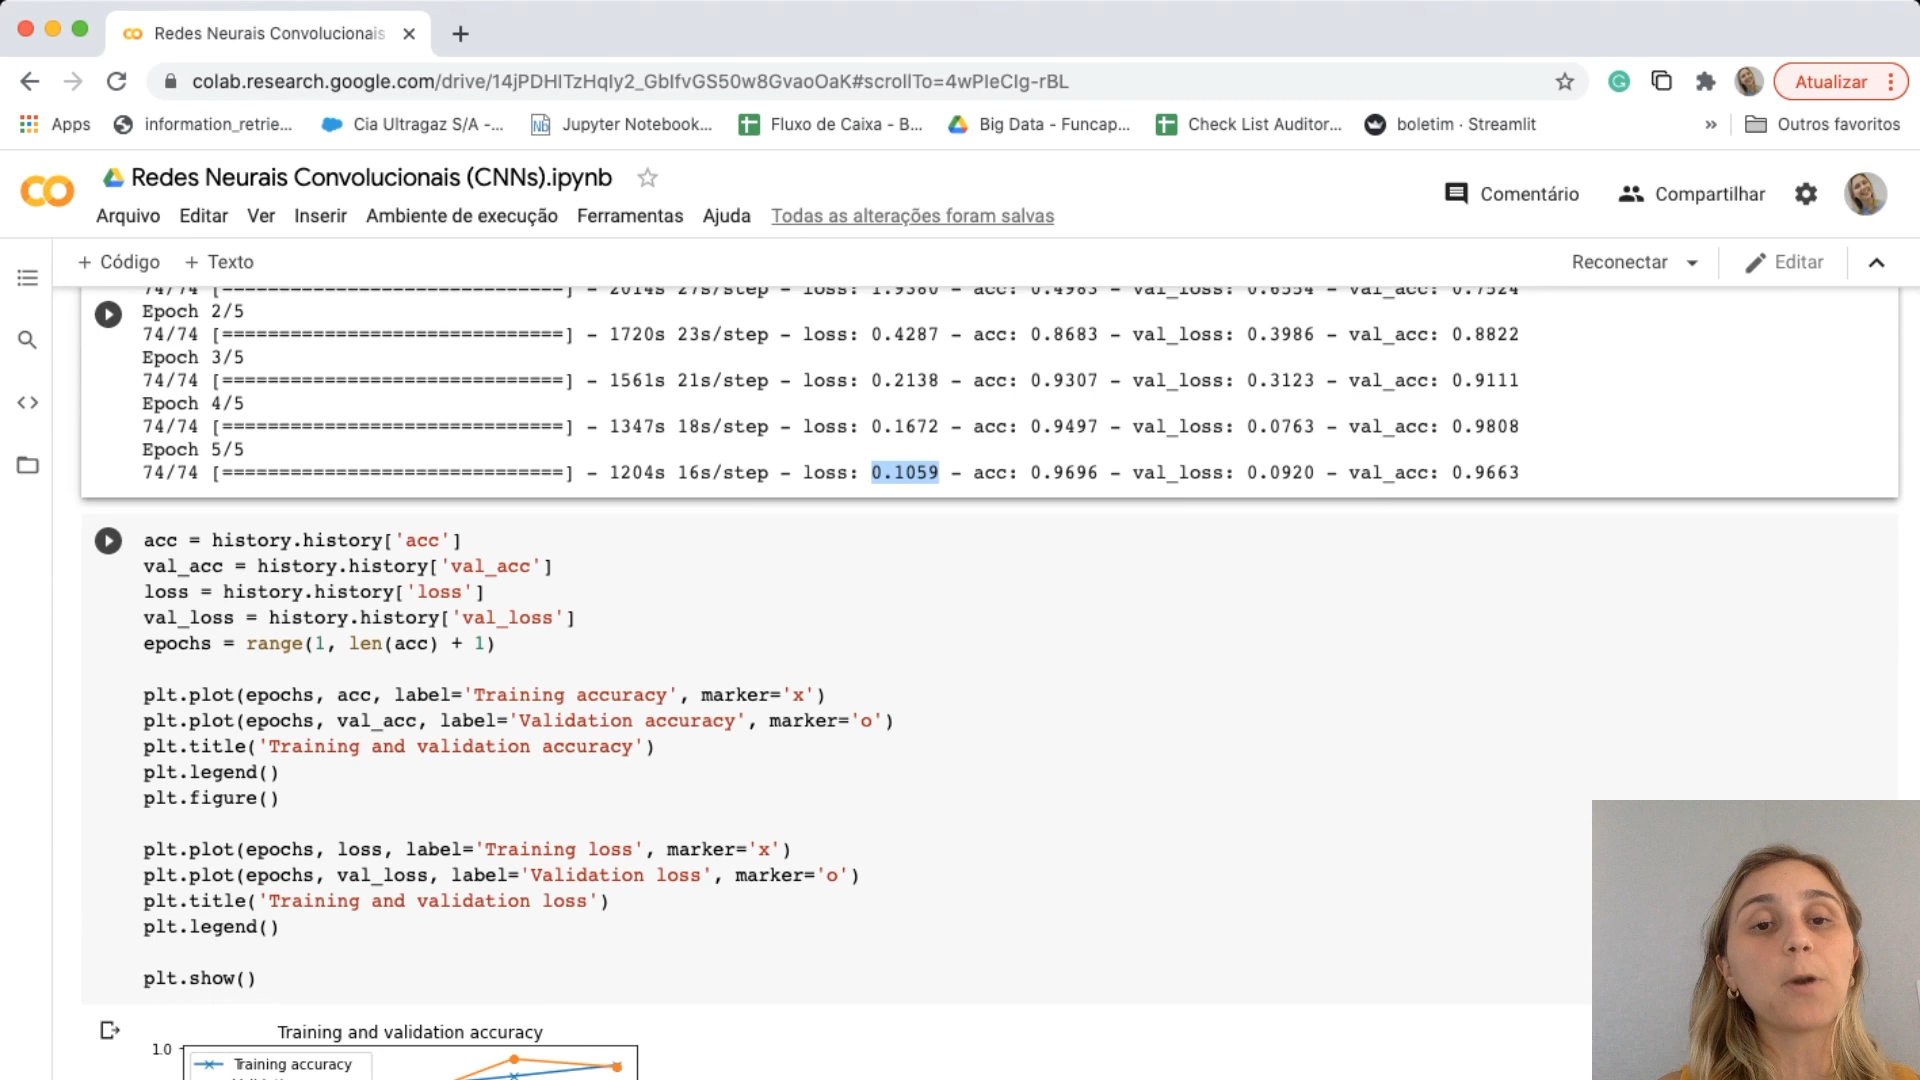 Redes Neurais Convolucionais
colab.research.google.com/drive/14jPDHlTzHqIy2_GbIfvGS50w8GvaoOaK#scrollTo=4wPleCIg-rBL
Atualizar
Apps
information_retrie...
Cia Ultragaz S/A -...
Jupyter Notebook...
Fluxo de Caixa - B...
Big Data - Funcap...
Check List Auditor...
boletim · Streamlit
»
Outros favoritos
Redes Neurais Convolucionais (CNNs).ipynb
Comentário
Compartilhar
Arquivo Editar Ver Inserir Ambiente de execução Ferramentas Ajuda Todas as alterações foram salvas
+ Código + Texto
Reconectar
Editar
74/74 [==============================] - 2014s 27s/step - loss: 1.9380 - acc: 0.4983 - val_loss: 0.6554 - val_acc: 0.7524
Epoch 2/5
74/74 [==============================] - 1720s 23s/step - loss: 0.4287 - acc: 0.8683 - val_loss: 0.3986 - val_acc: 0.8822
Epoch 3/5
74/74 [==============================] - 1561s 21s/step - loss: 0.2138 - acc: 0.9307 - val_loss: 0.3123 - val_acc: 0.9111
Epoch 4/5
74/74 [==============================] - 1347s 18s/step - loss: 0.1672 - acc: 0.9497 - val_loss: 0.0763 - val_acc: 0.9808
Epoch 5/5
74/74 [==============================] - 1204s 16s/step - loss: 0.1059 - acc: 0.9696 - val_loss: 0.0920 - val_acc: 0.9663
acc = history.history['acc']
val_acc = history.history['val_acc']
loss = history.history['loss']
val_loss = history.history['val_loss']
epochs = range(1, len(acc) + 1)
plt.plot(epochs, acc, label='Training accuracy', marker='x')
plt.plot(epochs, val_acc, label='Validation accuracy', marker='o')
plt.title('Training and validation accuracy')
plt.legend()
plt.figure()
plt.plot(epochs, loss, label='Training loss', marker='x')
plt.plot(epochs, val_loss, label='Validation loss', marker='o')
plt.title('Training and validation loss')
plt.legend()
plt.show()
Training and validation accuracy
1.0
Training accuracy